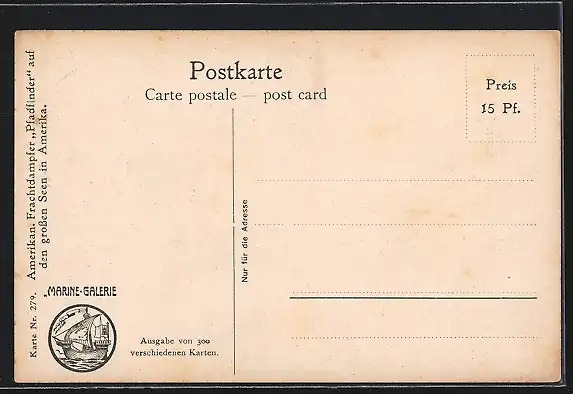 Postkarte
Carte postale — post card
Preis
15 Pf.
Karte Nr. 279. Amerikan. Frachtdampfer „Pfadfinder" auf
den großen Seen in Amerika.
Nur für die Adresse
„MARINE-GALERIE
Ausgabe von 300
verschiedenen Karten.